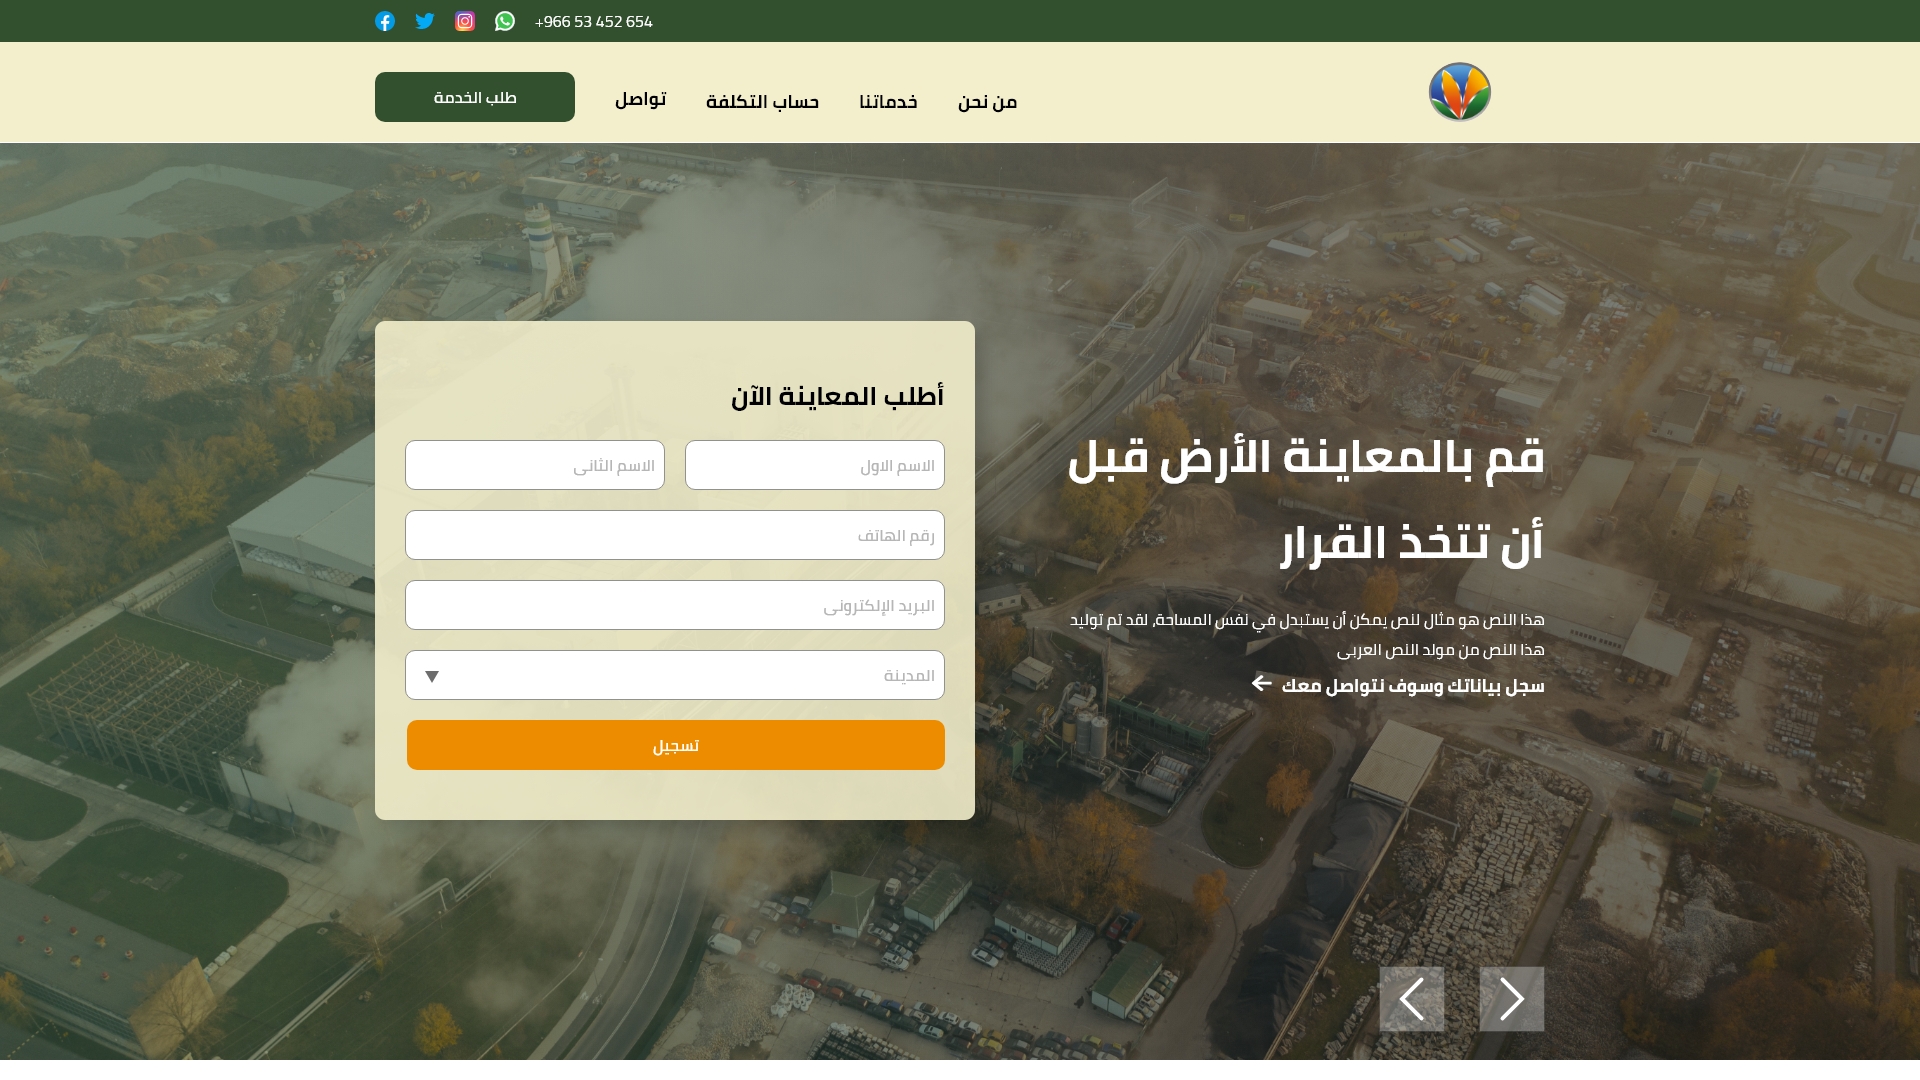 +966 53 452 654
من نحن
خدماتنا
حساب التكلفة
تواصل
طلب الخدمة
قم بالمعاينة الأرض قبل
أن تتخذ القرار
هذا النص هو مثال لنص يمكن أن يستبدل في نفس المساحة، لقد تم توليد
هذا النص من مولد النص العربى
سجل بياناتك وسوف نتواصل معك
أطلب المعاينة الآن
الاسم الاول
الاسم الثانى
رقم الهاتف
البريد الإلكترونى
المدينة
تسجيل